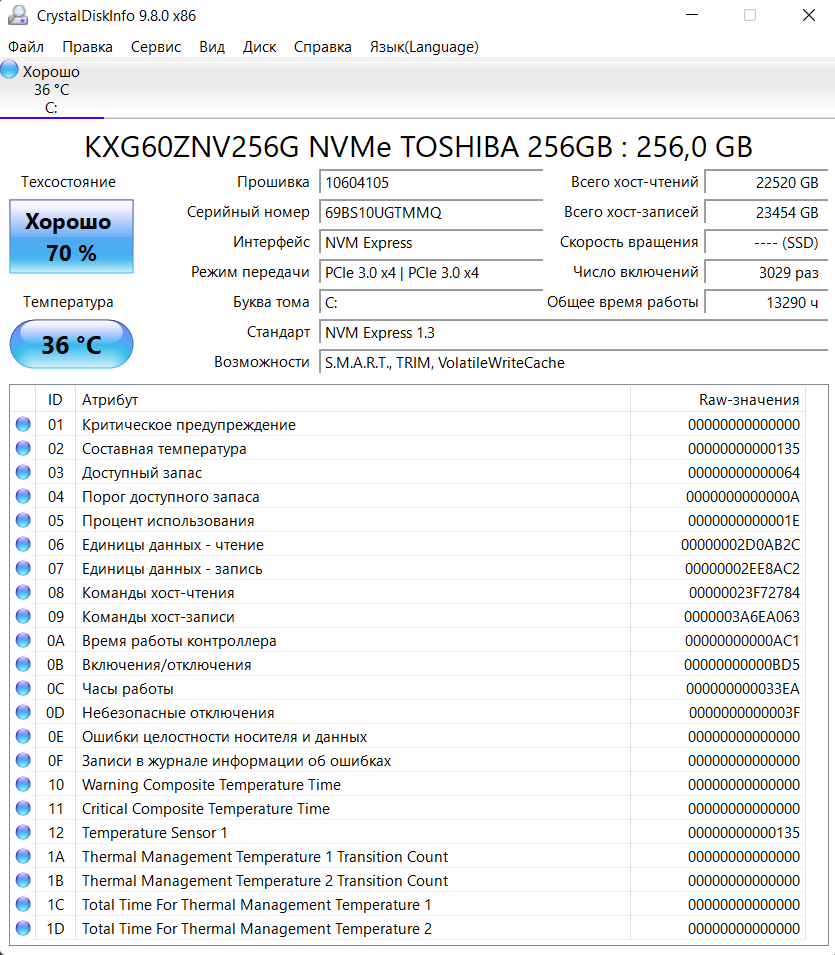 CrystalDiskInfo 9.8.0 x86
Файл Правка Сервис Вид Диск Справка Язык(Language)
Хорошо
36 °C
C:
KXG60ZNV256G NVMe TOSHIBA 256GB : 256,0 GB
Техсостояние
Хорошо
70 %
Температура
36 °C
Прошивка 10604105
Серийный номер 69BS10UGTMMQ
Интерфейс NVM Express
Режим передачи PCIe 3.0 x4 | PCIe 3.0 x4
Буква тома C:
Стандарт NVM Express 1.3
Возможности S.M.A.R.T., TRIM, VolatileWriteCache
Всего хост-чтений 22520 GB
Всего хост-записей 23454 GB
Скорость вращения ---- (SSD)
Число включений 3029 раз
Общее время работы 13290 ч
ID Атрибут Raw-значения
01 Критическое предупреждение 00000000000000
02 Составная температура 00000000000135
03 Доступный запас 00000000000064
04 Порог доступного запаса 0000000000000A
05 Процент использования 0000000000001E
06 Единицы данных - чтение 00000002D0AB2C
07 Единицы данных - запись 00000002EE8AC2
08 Команды хост-чтения 00000023F72784
09 Команды хост-записи 0000003A6EA063
0A Время работы контроллера 00000000000AC1
0B Включения/отключения 00000000000BD5
0C Часы работы 000000000033EA
0D Небезопасные отключения 0000000000003F
0E Ошибки целостности носителя и данных 00000000000000
0F Записи в журнале информации об ошибках 00000000000000
10 Warning Composite Temperature Time 00000000000000
11 Critical Composite Temperature Time 00000000000000
12 Temperature Sensor 1 00000000000135
1A Thermal Management Temperature 1 Transition Count 00000000000000
1B Thermal Management Temperature 2 Transition Count 00000000000000
1C Total Time For Thermal Management Temperature 1 00000000000000
1D Total Time For Thermal Management Temperature 2 00000000000000